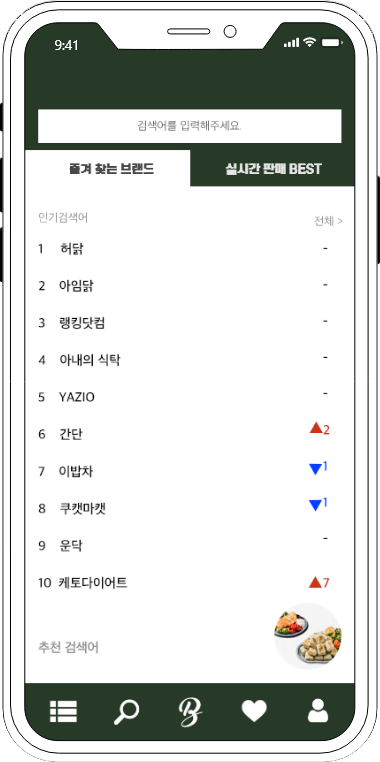 9:41
검색어를 입력해주세요.
즐겨 찾는 브랜드 실시간 판매 BEST
인기검색어 전체 >
1 허닭 -
2 아임닭 -
3 랭킹닷컴 -
4 아내의 식탁 -
5 YAZIO -
6 간단 ▲2
7 이밥차 ▼1
8 쿠캣마캣 ▼1
9 운닥 -
10 케토다이어트 ▲7
추천 검색어
B